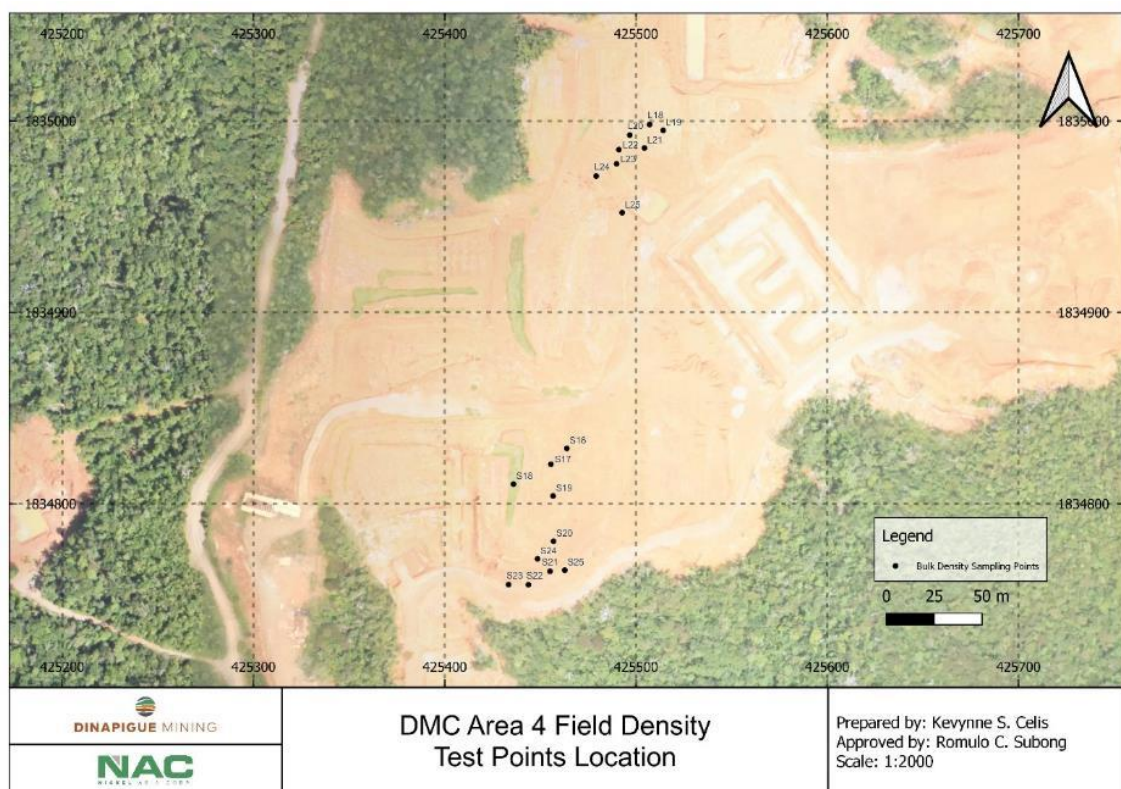 425200 425300 425400 425500 425600 425700
1835000 1835000
L18
L19
L20
L21
L22
L23
L24
L25
1834900 1834900
S16
S17
S18
S19
1834800 1834800
S20
S24
S21 S25
S23 S22
Legend
Bulk Density Sampling Points
0 25 50 m
425200 425300 425400 425500 425600 425700
DINAPIGUE MINING
NAC
NICKEL ASIA CORP.
DMC Area 4 Field Density
Test Points Location
Prepared by: Kevynne S. Celis
Approved by: Romulo C. Subong
Scale: 1:2000